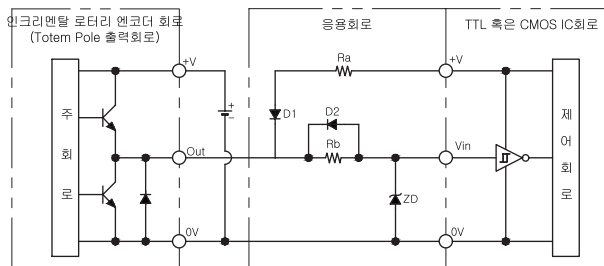 인크리멘탈 로터리 엔코더 회로
(Totem Pole 출력회로)
응용회로
TTL 혹은 CMOS IC회로
+V
Ra
+V
+
-
D1
D2
주회로
제어회로
Out
Rb
Vin
ZD
0V
0V